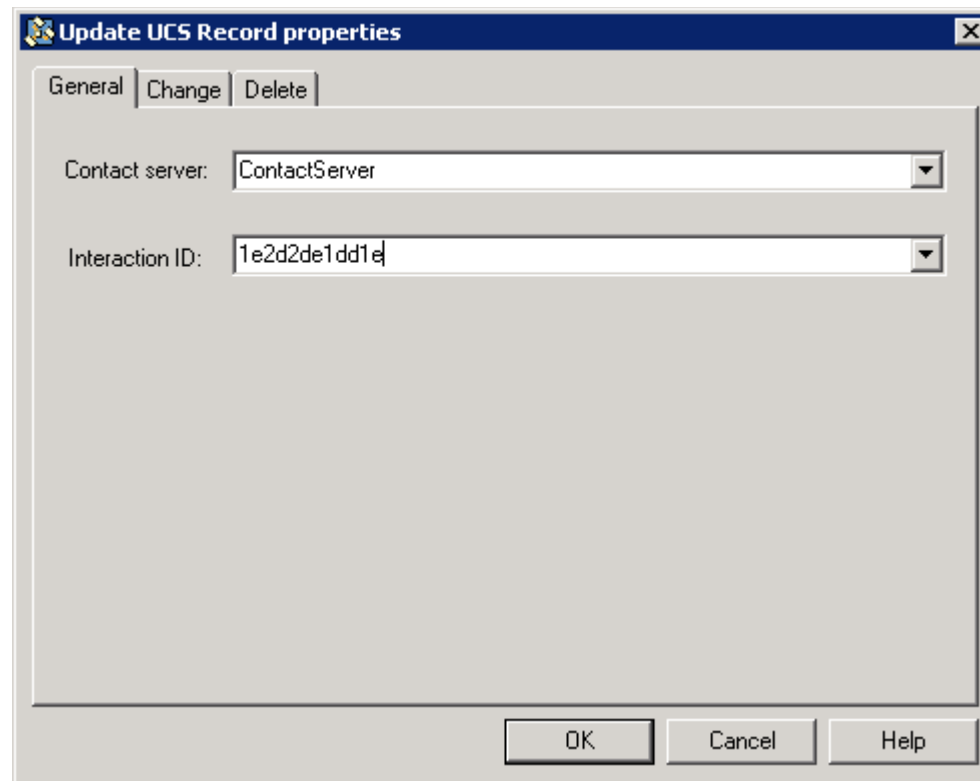 Update UCS Record properties
General Change Delete
Contact server: ContactServer
Interaction ID: 1e2d2de1dd1e
OK Cancel Help